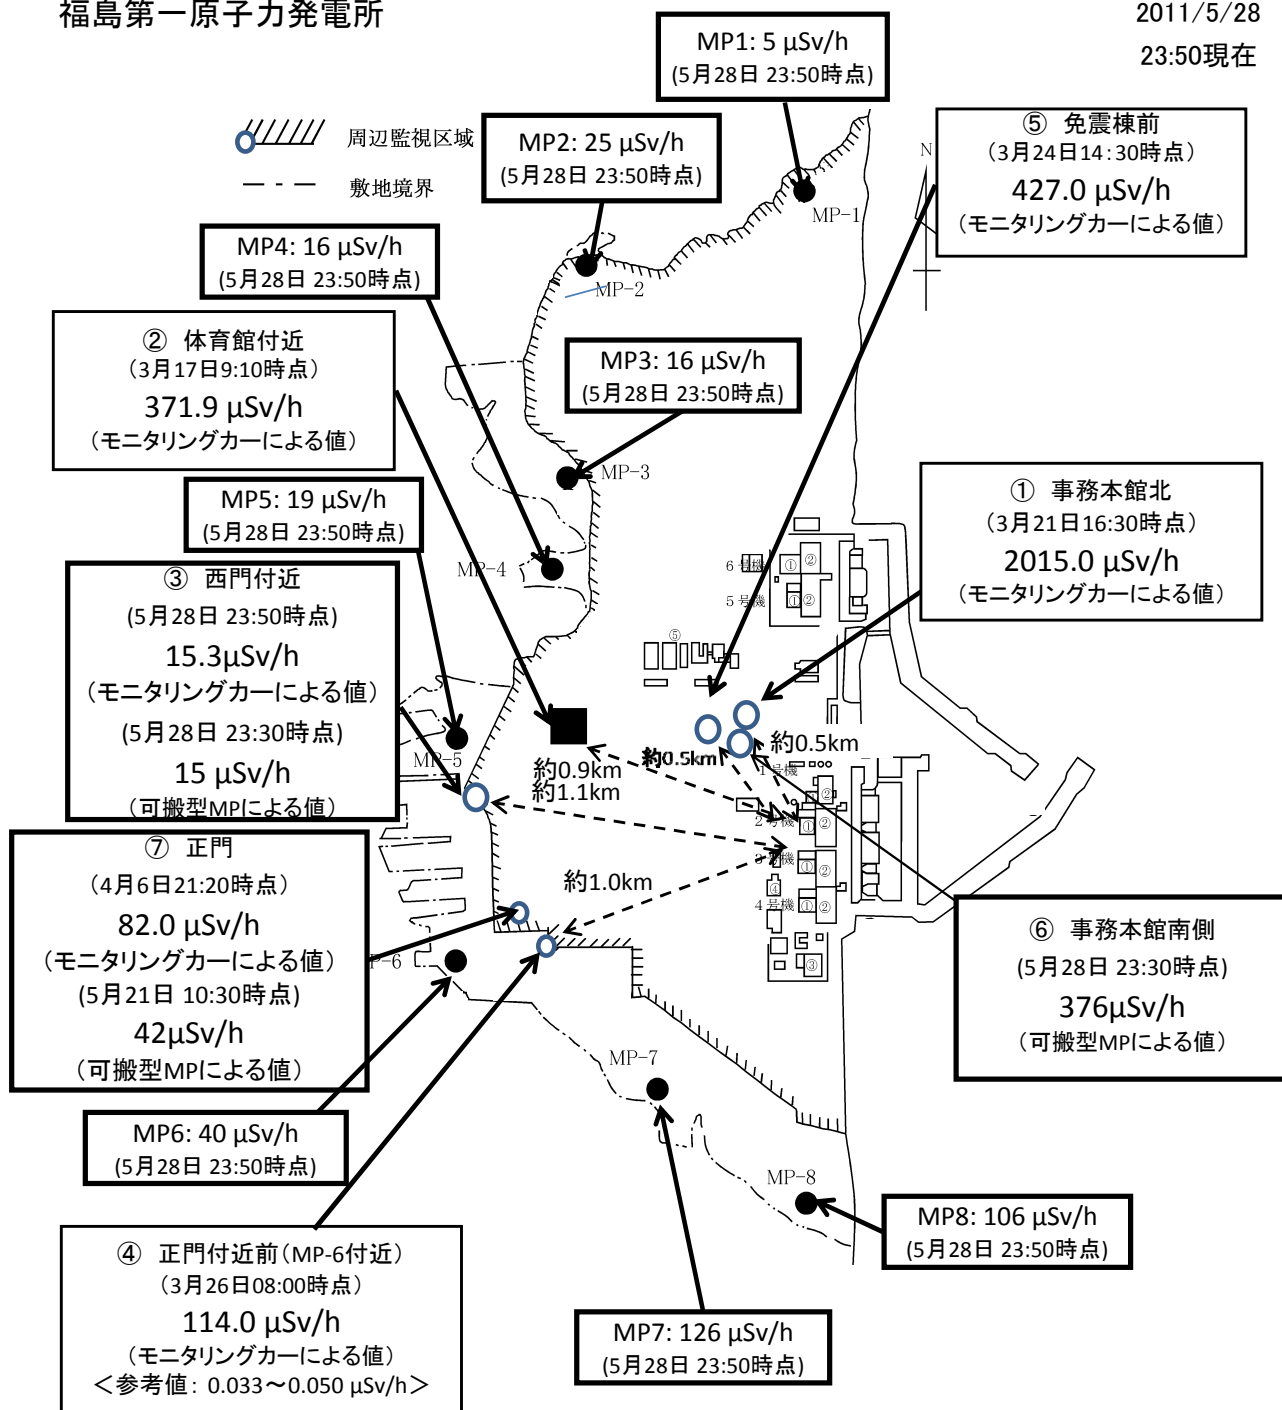 福島第一原子力発電所
2011/5/28
23:50現在
周辺監視区域
敷地境界
MP1: 5 μSv/h
(5月28日 23:50時点)
MP2: 25 μSv/h
(5月28日 23:50時点)
⑤ 免震棟前
(3月24日14:30時点)
427.0 μSv/h
(モニタリングカーによる値)
N
MP-1
MP4: 16 μSv/h
(5月28日 23:50時点)
MP-2
② 体育館付近
(3月17日9:10時点)
371.9 μSv/h
(モニタリングカーによる値)
MP3: 16 μSv/h
(5月28日 23:50時点)
MP-3
MP5: 19 μSv/h
(5月28日 23:50時点)
① 事務本館北
(3月21日16:30時点)
2015.0 μSv/h
(モニタリングカーによる値)
MP-4
6号機
①
②
5号機
①
②
③ 西門付近
(5月28日 23:50時点)
15.3μSv/h
(モニタリングカーによる値)
(5月28日 23:30時点)
15 μSv/h
(可搬型MPによる値)
⑤
MP-5
約0.9km
約1.1km
約0.5km
約0.5km
1号機
②
2号機
①
②
3号機
①
②
④
4号機
①
②
③
⑦ 正門
(4月6日21:20時点)
82.0 μSv/h
(モニタリングカーによる値)
(5月21日 10:30時点)
42μSv/h
(可搬型MPによる値)
約1.0km
P-6
⑥ 事務本館南側
(5月28日 23:30時点)
376μSv/h
(可搬型MPによる値)
MP-7
MP6: 40 μSv/h
(5月28日 23:50時点)
MP-8
MP8: 106 μSv/h
(5月28日 23:50時点)
④ 正門付近前(MP-6付近)
(3月26日08:00時点)
114.0 μSv/h
(モニタリングカーによる値)
<参考値: 0.033～0.050 μSv/h>
MP7: 126 μSv/h
(5月28日 23:50時点)